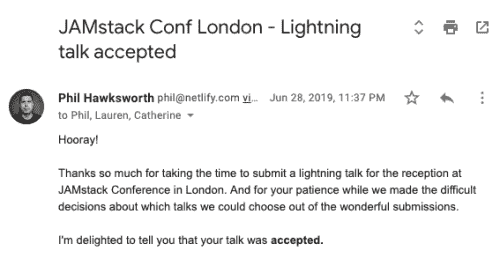 JAMstack Conf London - Lightning
talk accepted
Phil Hawksworth phil@netlify.com vi... Jun 28, 2019, 11:37 PM
to Phil, Lauren, Catherine
Hooray!
Thanks so much for taking the time to submit a lightning talk for the reception at
JAMstack Conference in London. And for your patience while we made the difficult
decisions about which talks we could choose out of the wonderful submissions.
I'm delighted to tell you that your talk was accepted.